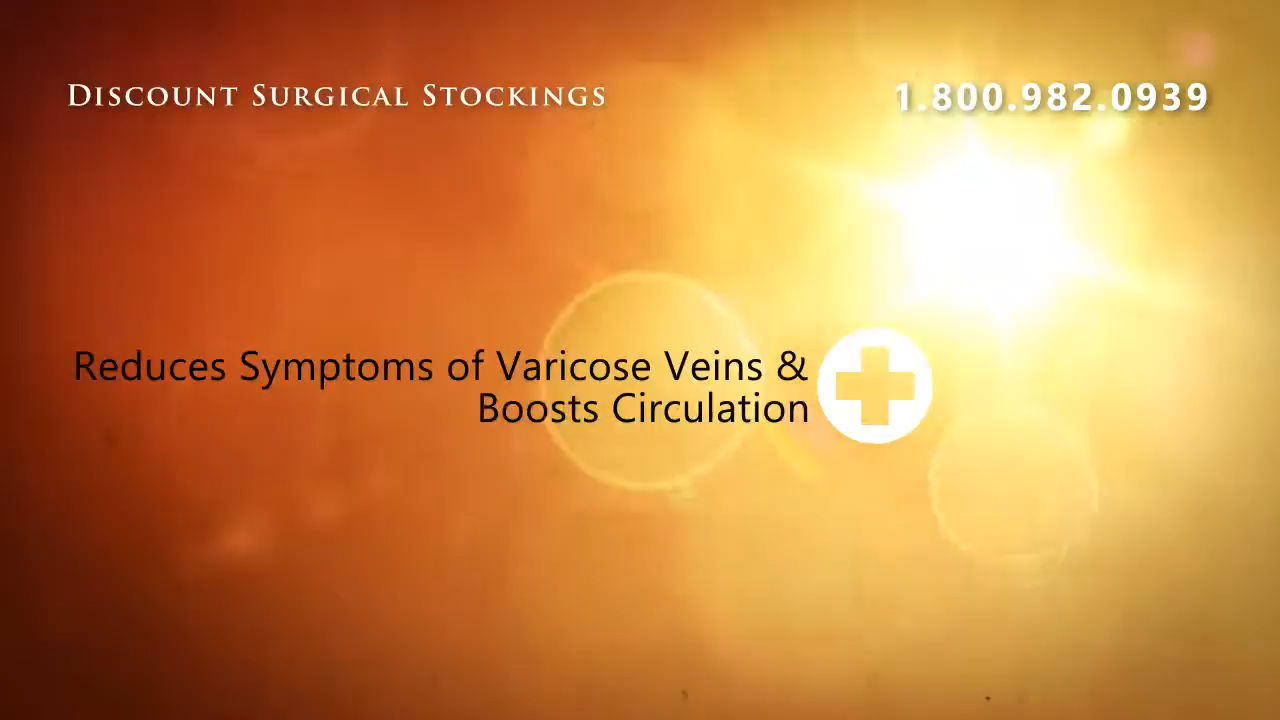 Discount Surgical Stockings
1.800.982.0939
Reduces Symptoms of Varicose Veins &
Boosts Circulation